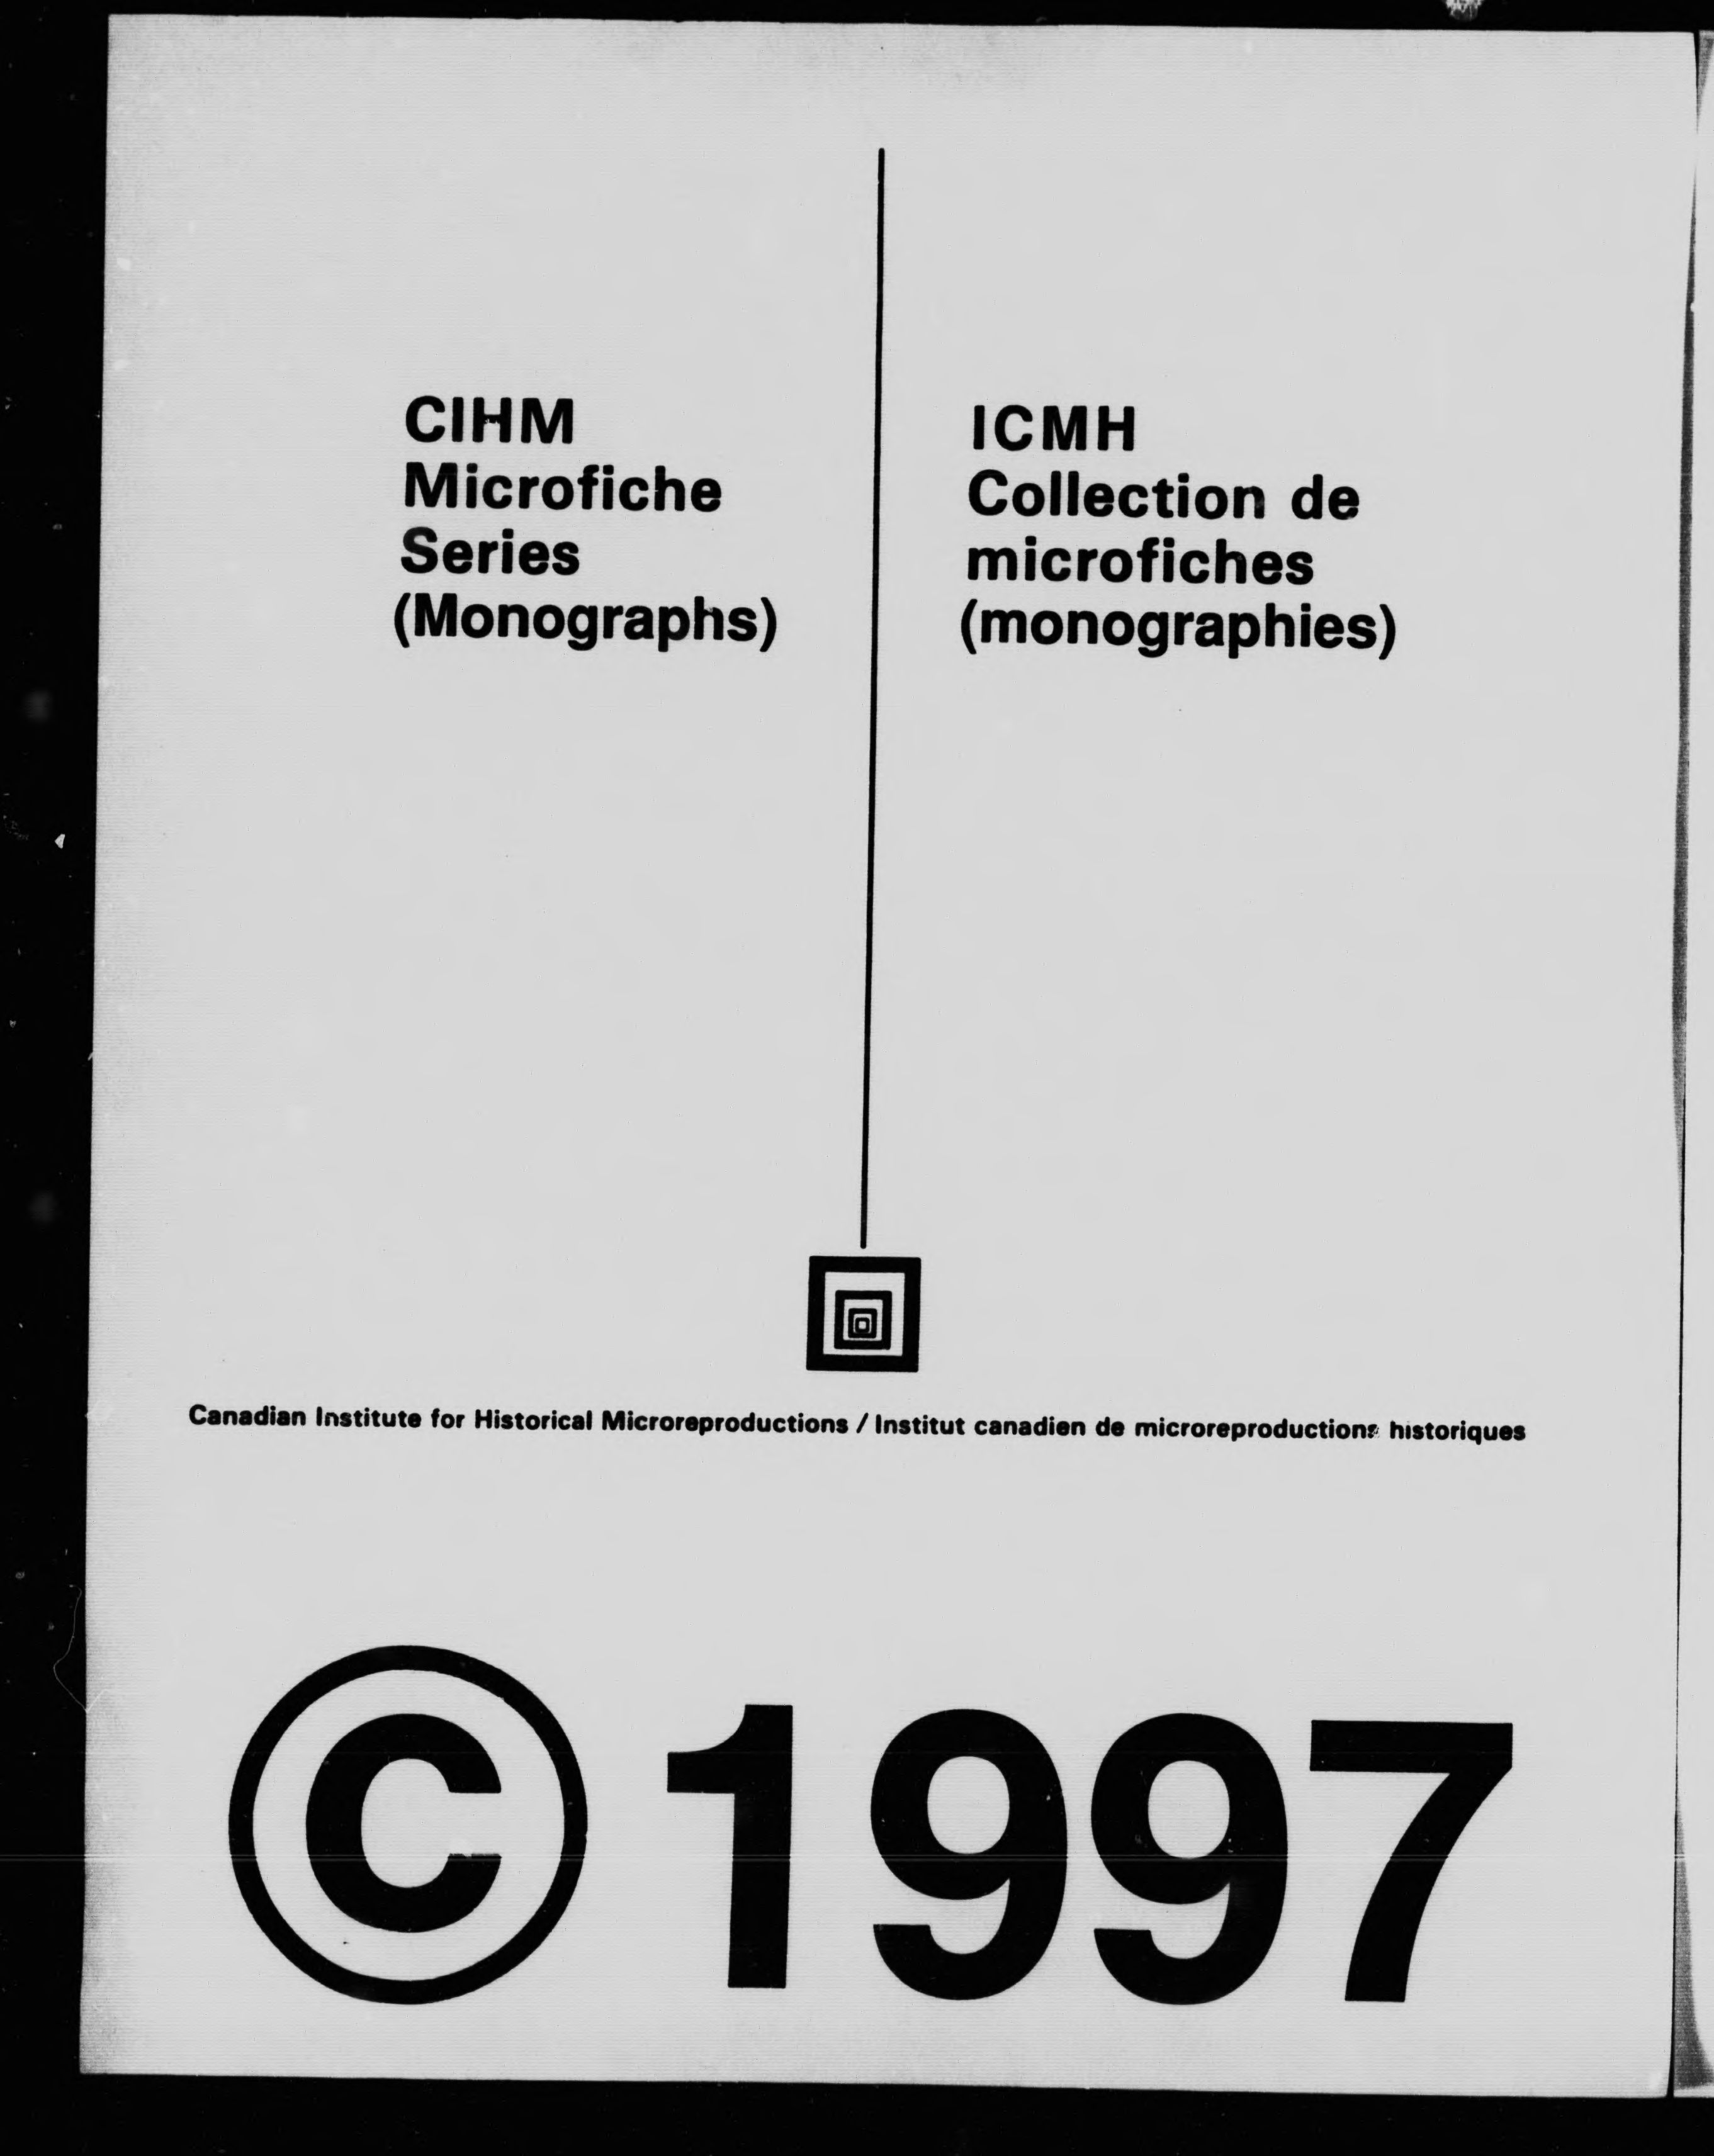 CIHM
Microfiche
Series
(Monographs)
ICMH
Collection de
microfiches
(monographies)
Canadian Institute for Historical Microreproductions / Institut canadien de microreproductions historiques
© 1997